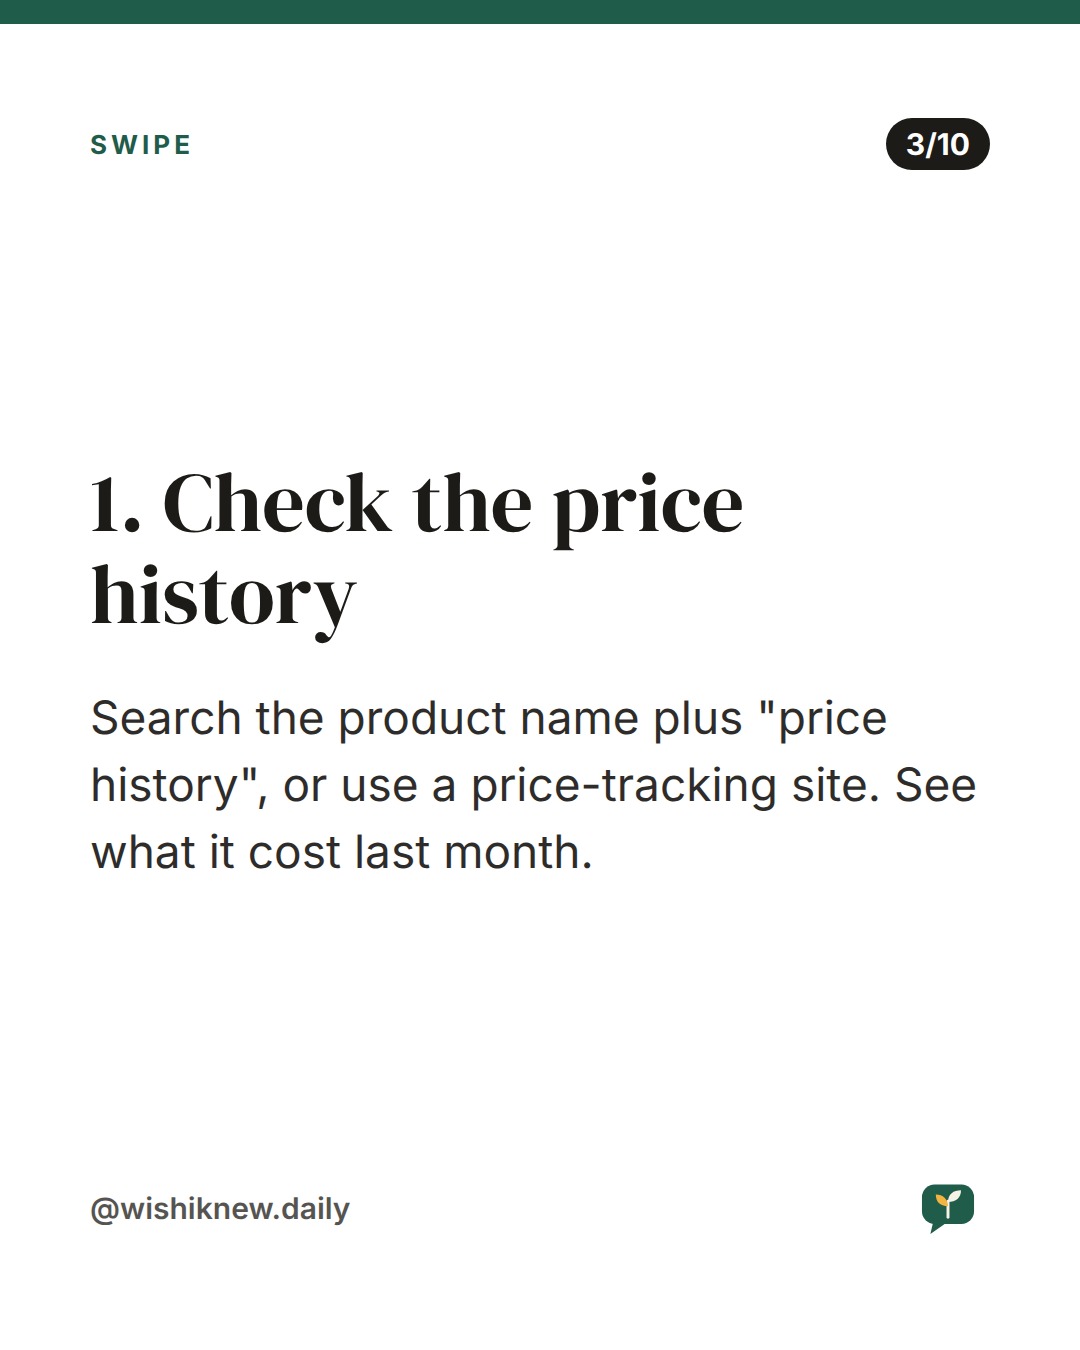 SWIPE
3/10
1. Check the price
history
Search the product name plus "price
history", or use a price-tracking site. See
what it cost last month.
@wishiknew.daily